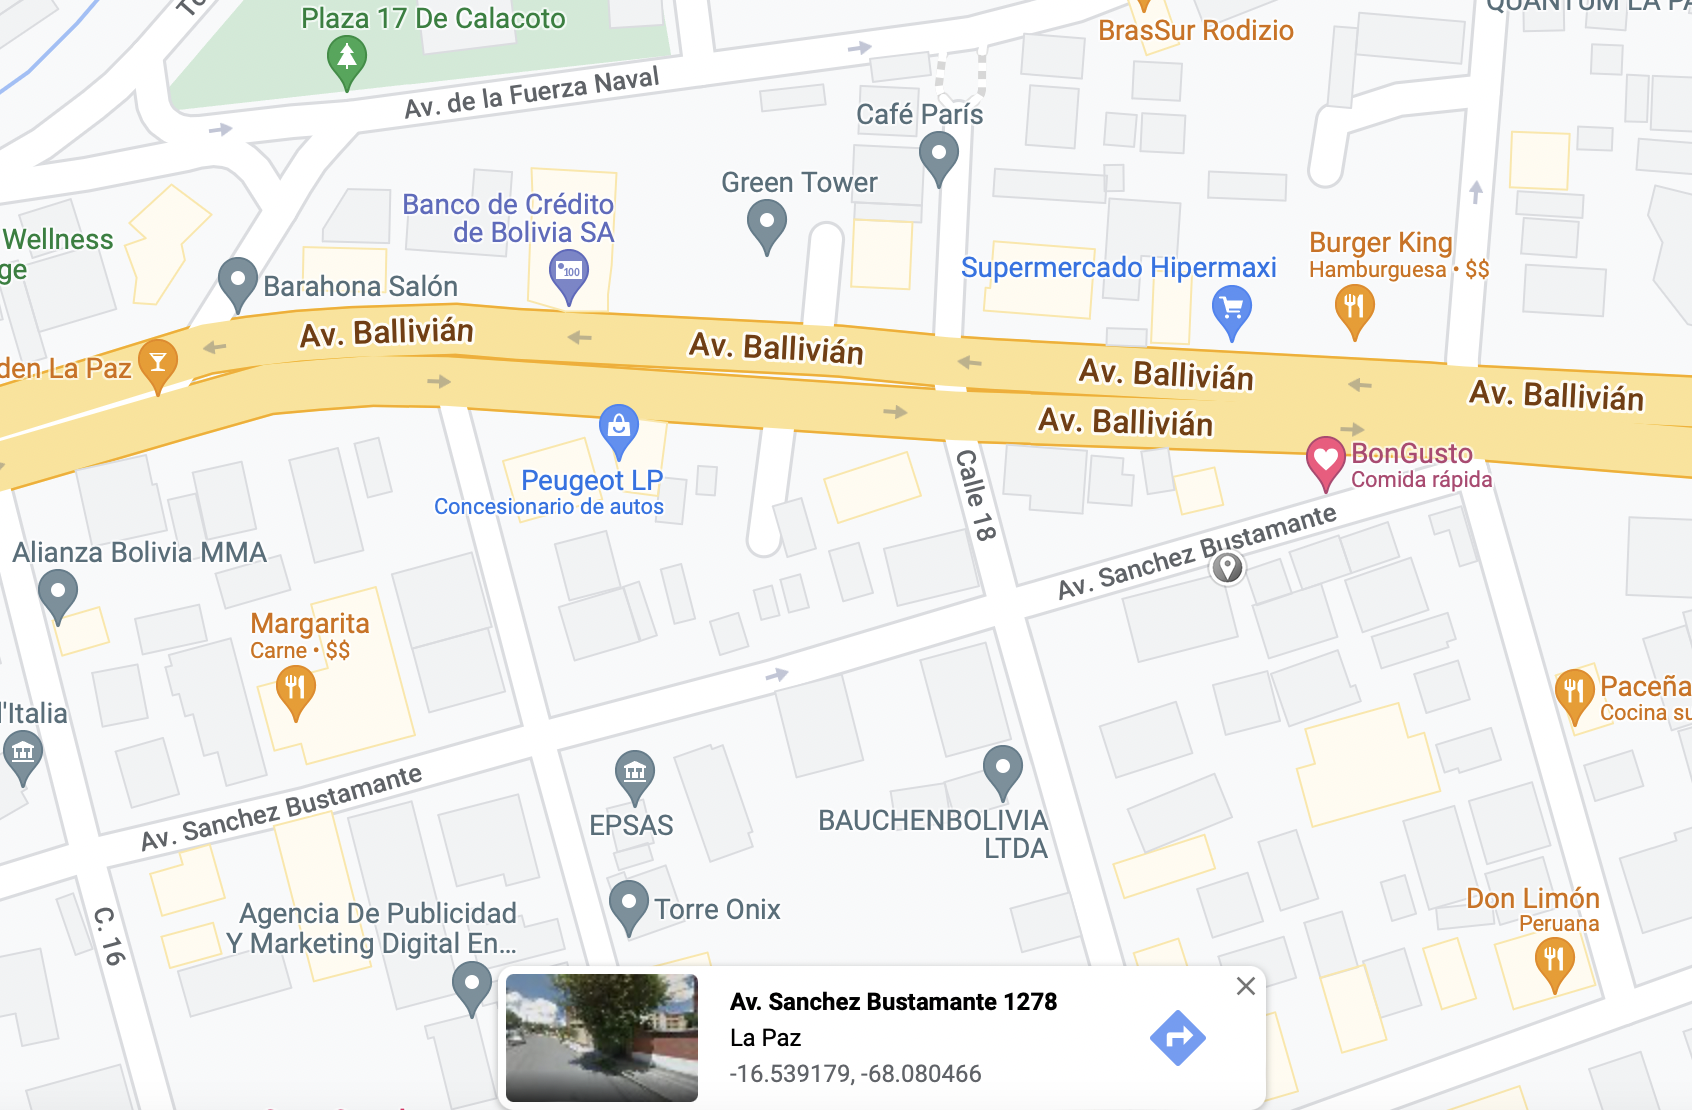 Plaza 17 De Calacoto
BrasSur Rodizio
Av. de la Fuerza Naval
Café París
Green Tower
Banco de Crédito
de Bolivia SA
100
Wellness
ge
Barahona Salón
Supermercado Hipermaxi
Burger King
Hamburguesa • $$
Av. Ballivián
Av. Ballivián
Av. Ballivián
Av. Ballivián
Av. Ballivián
den La Paz
Peugeot LP
Concesionario de autos
Calle 18
BonGusto
Comida rápida
Av. Sanchez Bustamante
Alianza Bolivia MMA
Margarita
Carne • $$
l'Italia
Paceña
Cocina su
Av. Sanchez Bustamante
EPSAS
BAUCHENBOLIVIA
LTDA
C. 16
Agencia De Publicidad
Y Marketing Digital En...
Torre Onix
Don Limón
Peruana
Av. Sanchez Bustamante 1278
La Paz
-16.539179, -68.080466